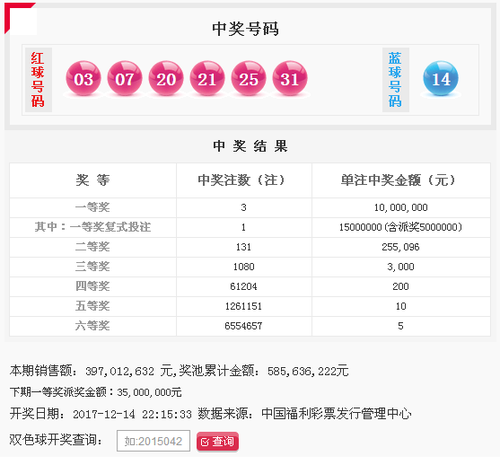 中奖号码
红球号码 03 07 20 21 25 31 蓝球号码 14
中 奖 结 果
奖 等 中奖注数（注） 单注中奖金额（元）
一等奖 3 10,000,000
其中：一等奖复式投注 1 15000000(含派奖5000000)
二等奖 131 255,096
三等奖 1080 3,000
四等奖 61204 200
五等奖 1261151 10
六等奖 6554657 5
本期销售额：397,012,632 元,奖池累计金额：585,636,222元
下期一等奖派奖金额：35,000,000元
开奖日期：2017-12-14 22:15:33 数据来源：中国福利彩票发行管理中心
双色球开奖查询： 如:2015042 查询